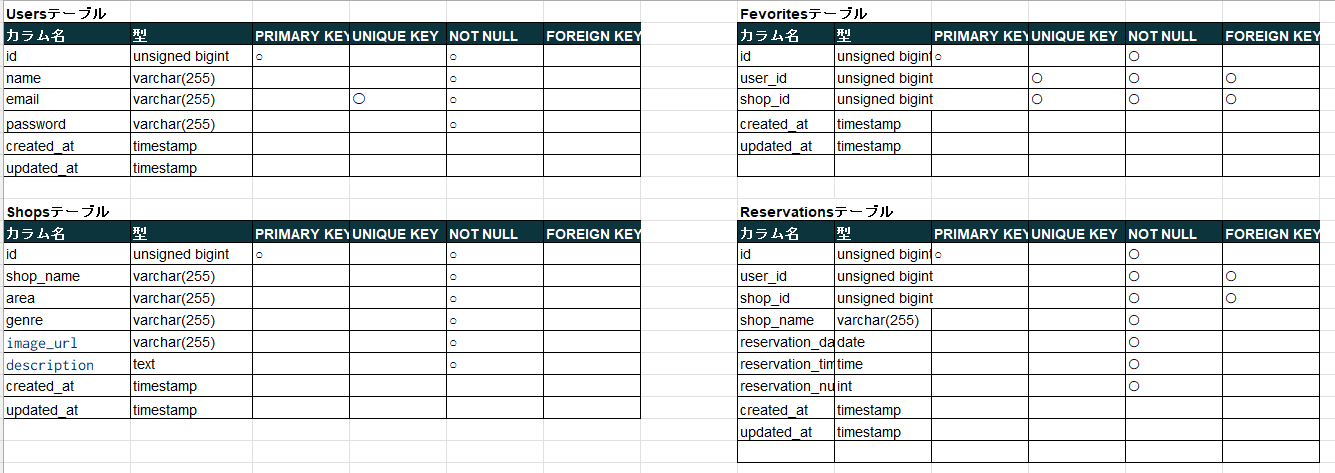 Usersテーブル
カラム名 型 PRIMARY KEY UNIQUE KEY NOT NULL FOREIGN KEY
id unsigned bigint ○ ○
name varchar(255) ○
email varchar(255) ○ ○
password varchar(255) ○
created_at timestamp
updated_at timestamp
Fevoritesテーブル
カラム名 型 PRIMARY KEY UNIQUE KEY NOT NULL FOREIGN KEY
id unsigned bigint ○ ○
user_id unsigned bigint ○ ○ ○
shop_id unsigned bigint ○ ○ ○
created_at timestamp
updated_at timestamp
Shopsテーブル
カラム名 型 PRIMARY KEY UNIQUE KEY NOT NULL FOREIGN KEY
id unsigned bigint ○ ○
shop_name varchar(255) ○
area varchar(255) ○
genre varchar(255) ○
image_url varchar(255) ○
description text ○
created_at timestamp
updated_at timestamp
Reservationsテーブル
カラム名 型 PRIMARY KEY UNIQUE KEY NOT NULL FOREIGN KEY
id unsigned bigint ○ ○
user_id unsigned bigint ○ ○
shop_id unsigned bigint ○ ○
shop_name varchar(255) ○
reservation_da date ○
reservation_tim time ○
reservation_nu int ○
created_at timestamp
updated_at timestamp